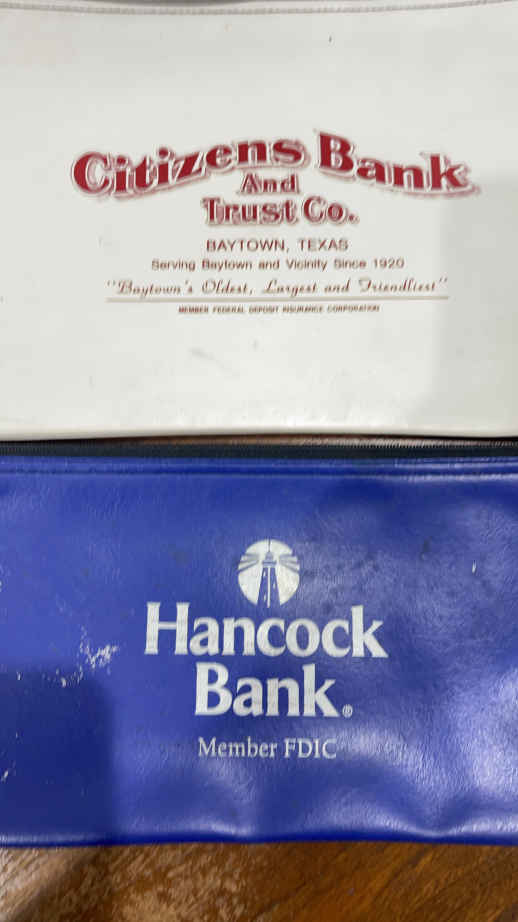 Citizens Bank
And
Trust Co.
BAYTOWN, TEXAS
Serving Baytown and Vicinity Since 1920
"Baytown's Oldest, Largest and Friendliest"
MEMBER FEDERAL DEPOSIT INSURANCE CORPORATION
Hancock
Bank®
Member FDIC